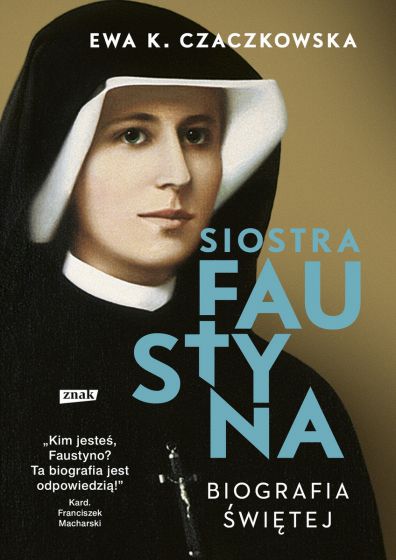 EWA K. CZACZKOWSKA
SIOSTRA
FAU
STY
NA
znak
„Kim jesteś,
Faustyno?
Ta biografia jest
odpowiedzią!”
Kard.
Franciszek
Macharski
BIOGRAFIA
ŚWIĘTEJ